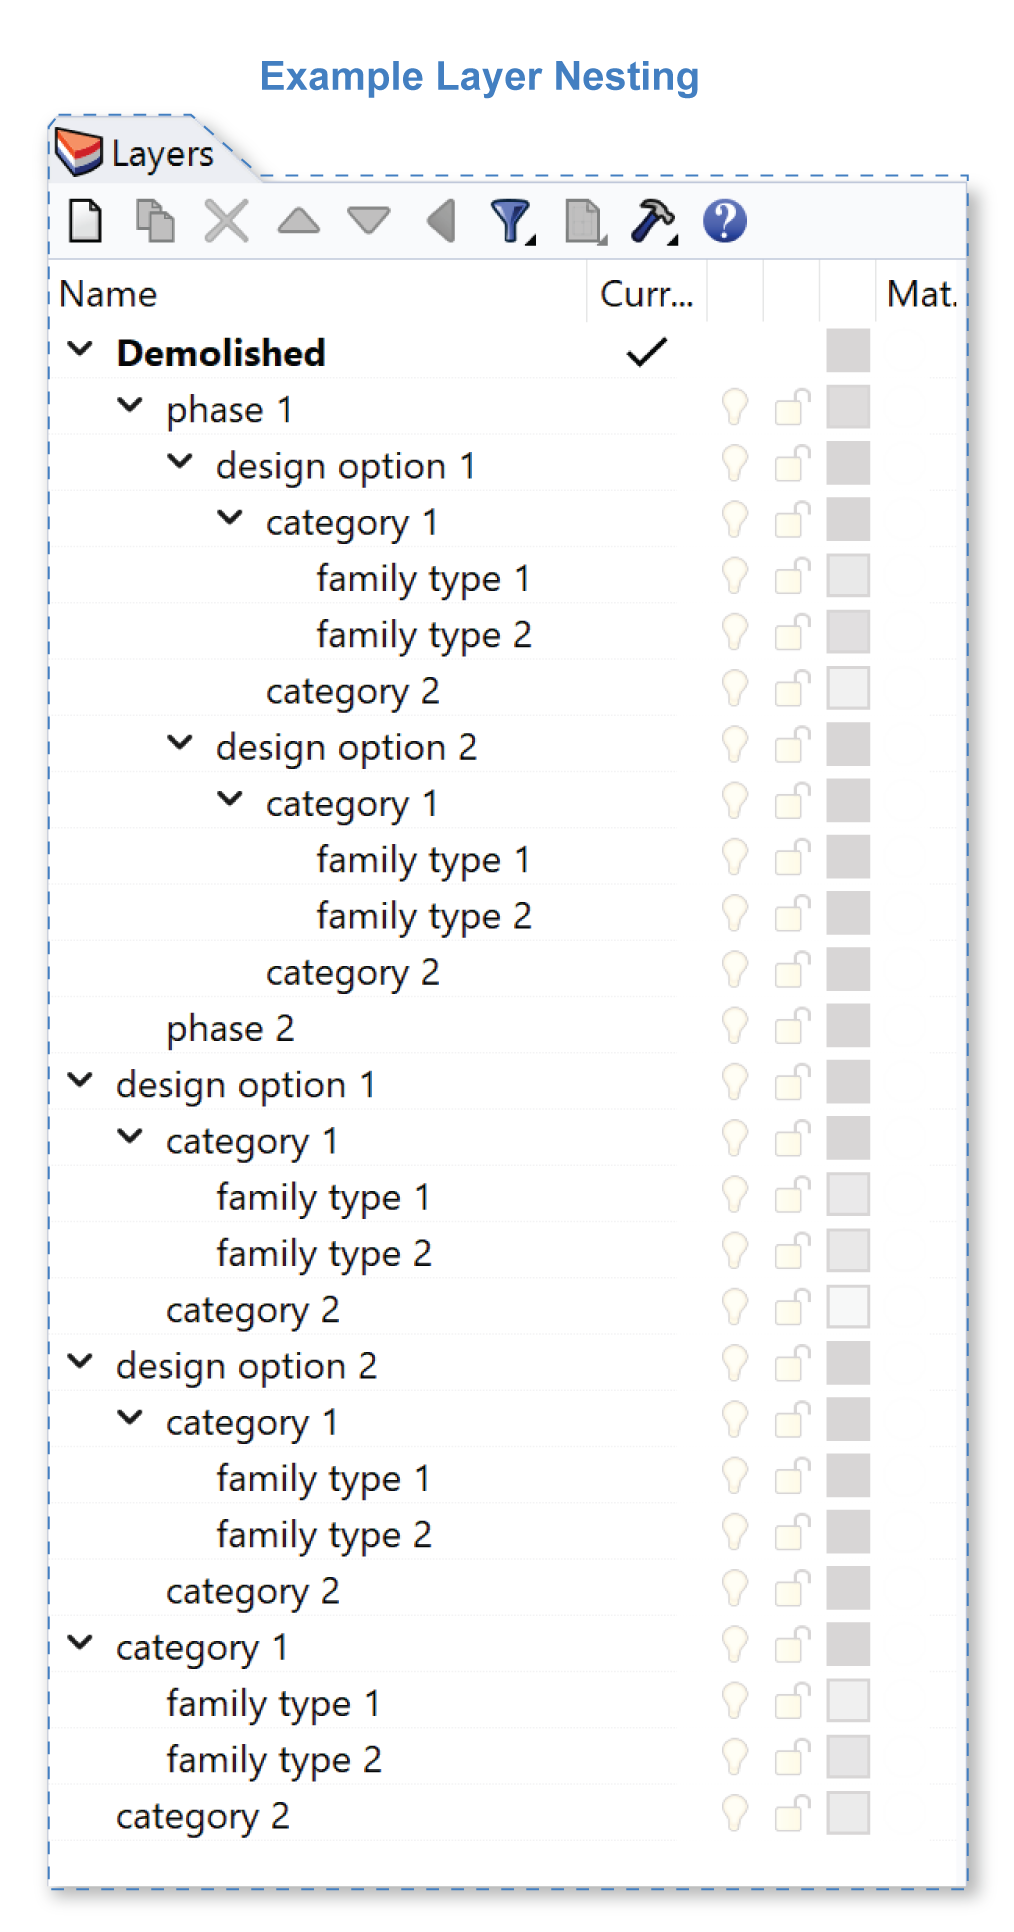 Example Layer Nesting
Layers
?
Name Curr... Mat.
Demolished
phase 1
design option 1
category 1
family type 1
family type 2
category 2
design option 2
category 1
family type 1
family type 2
category 2
phase 2
design option 1
category 1
family type 1
family type 2
category 2
design option 2
category 1
family type 1
family type 2
category 2
category 1
family type 1
family type 2
category 2